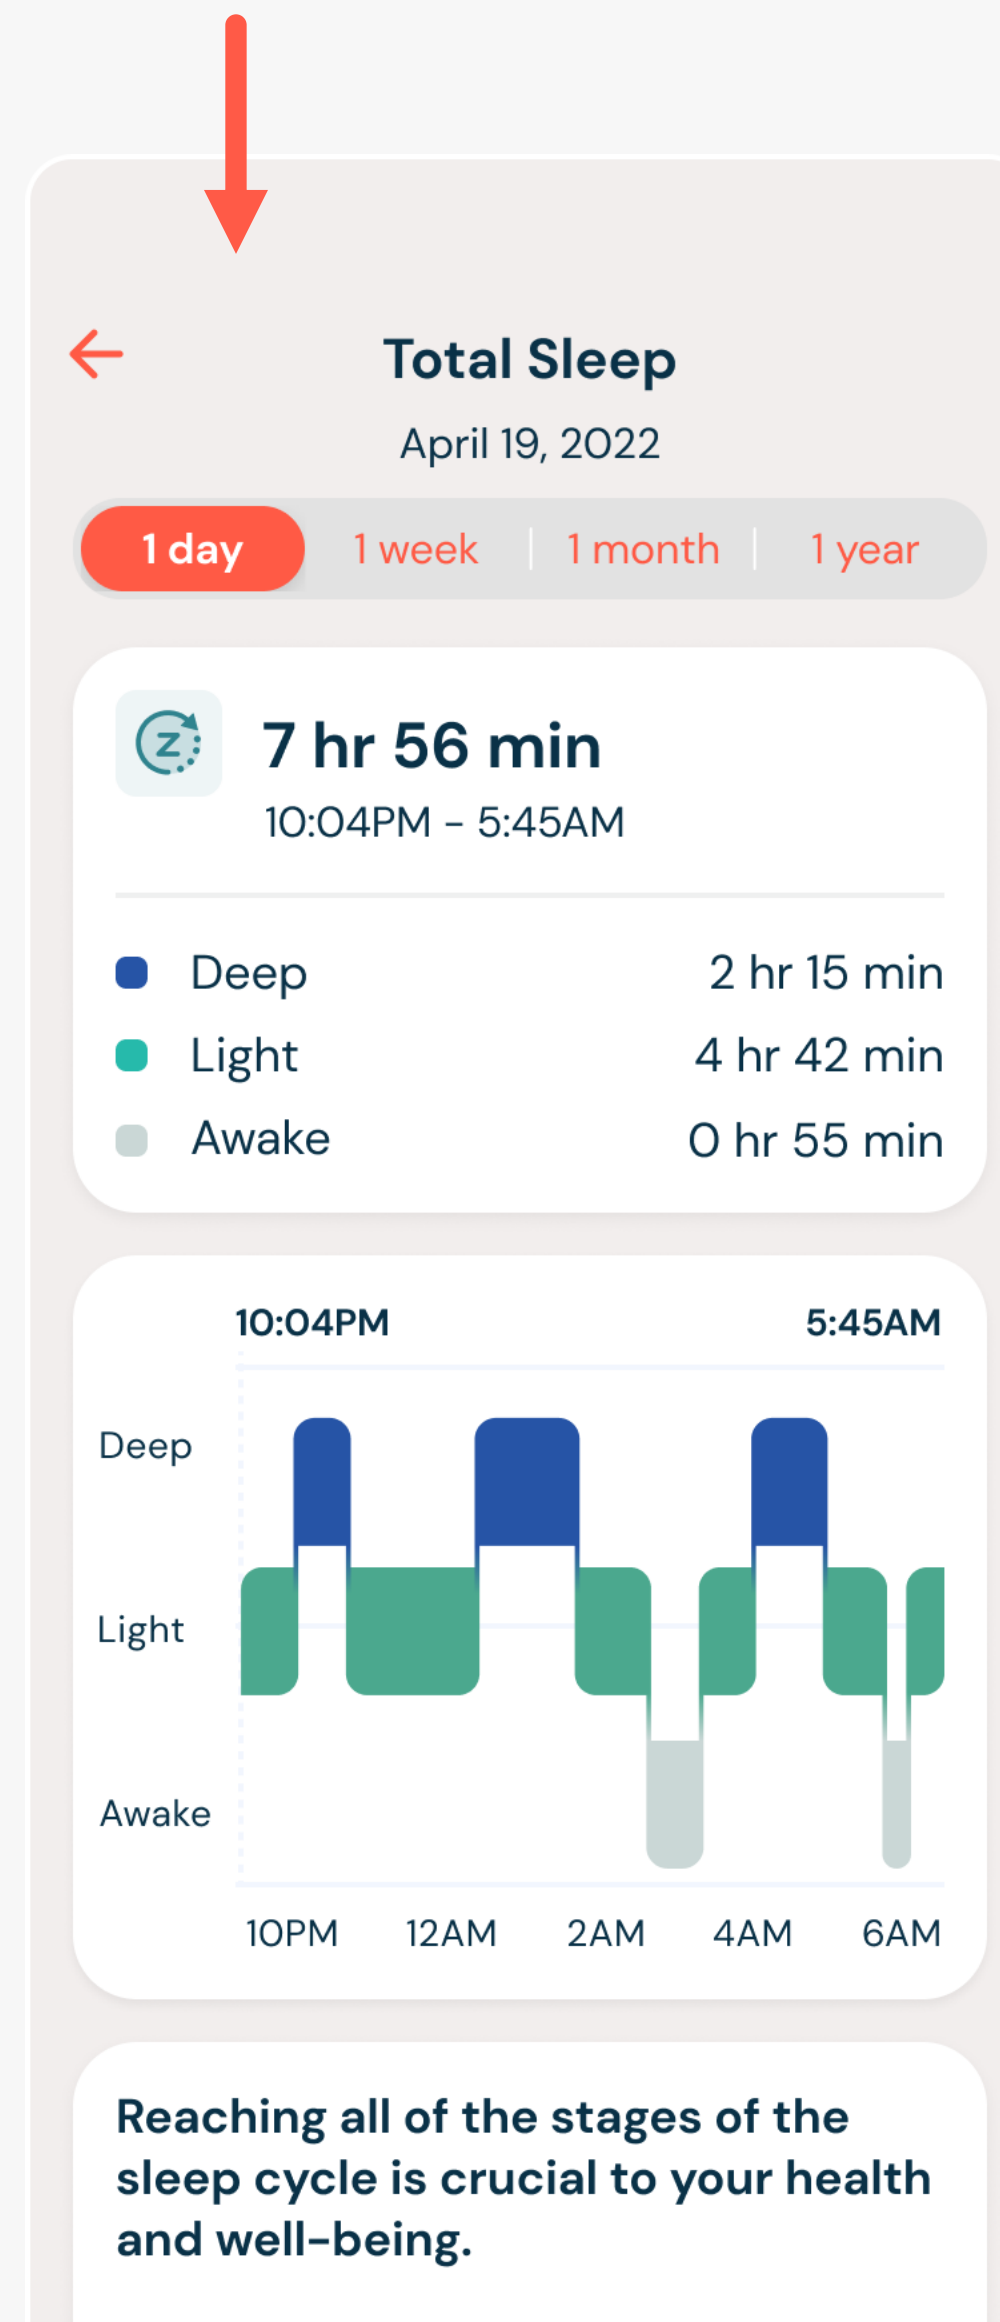 Total Sleep
April 19, 2022
1 day 1 week 1 month 1 year
z
7 hr 56 min
10:04PM – 5:45AM
Deep 2 hr 15 min
Light 4 hr 42 min
Awake 0 hr 55 min
10:04PM 5:45AM
Deep
Light
Awake
10PM 12AM 2AM 4AM 6AM
Reaching all of the stages of the
sleep cycle is crucial to your health
and well-being.